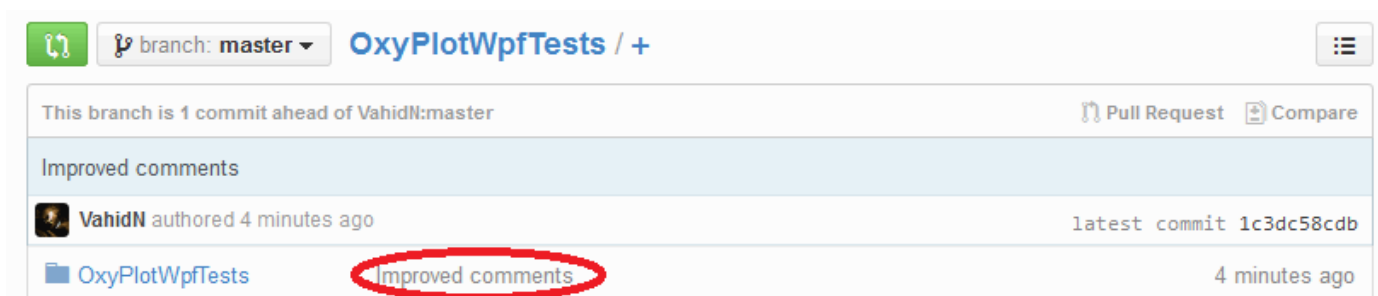 branch: master OxyPlotWpfTests / +
This branch is 1 commit ahead of VahidN:master Pull Request Compare
Improved comments
VahidN authored 4 minutes ago latest commit 1c3dc58cdb
OxyPlotWpfTests Improved comments 4 minutes ago